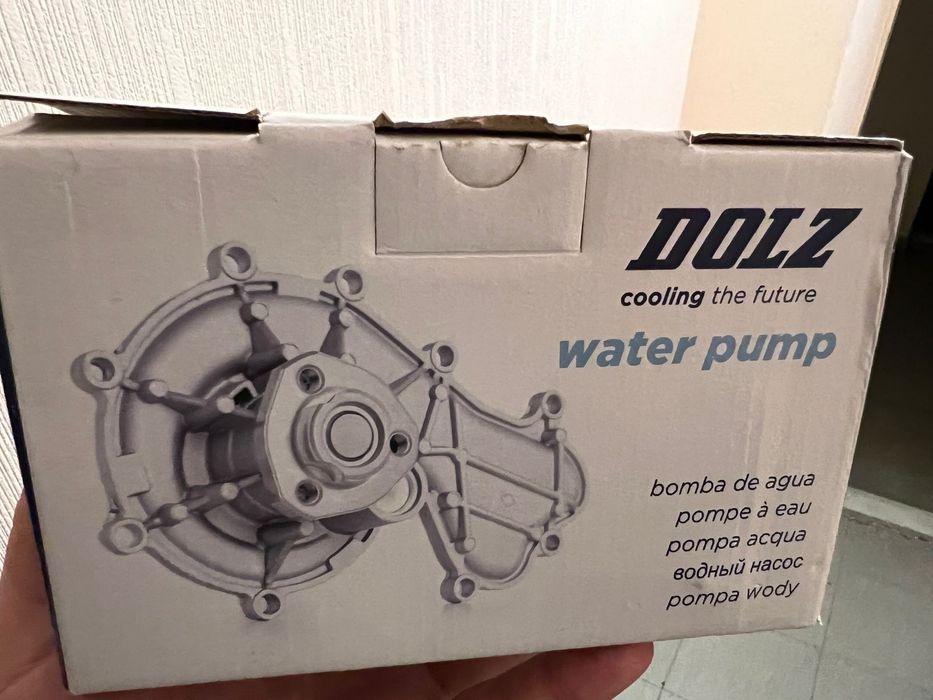 DOLZ
cooling the future
water pump
bomba de agua
pompe à eau
pompa acqua
водный насос
pompa wody